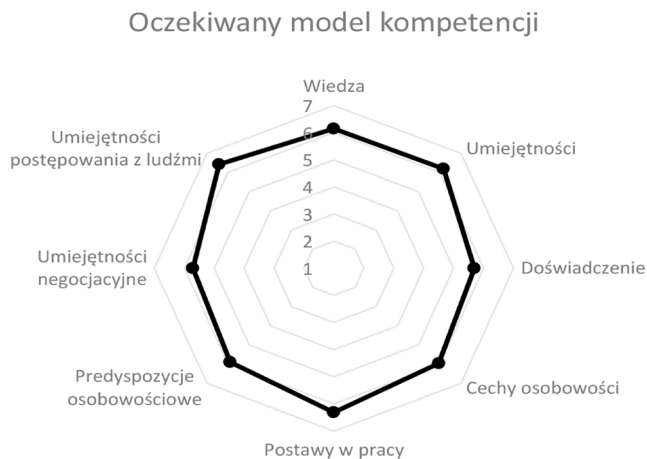 Oczekiwany model kompetencji
Wiedza
7
6
5
4
3
2
1
Umiejętności
Doświadczenie
Cechy osobowości
Postawy w pracy
Predyspozycje
osobowościowe
Umiejętności
negocjacyjne
Umiejętności
postępowania z ludźmi